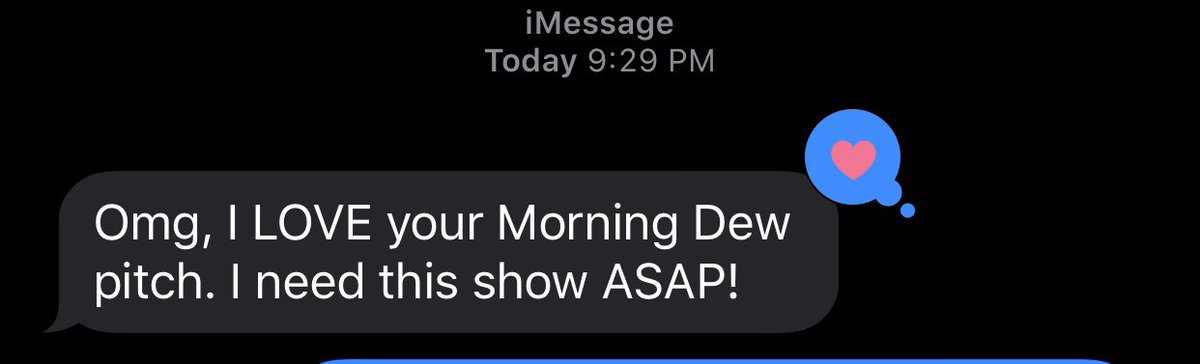 iMessage
Today 9:29 PM
Omg, I LOVE your Morning Dew
pitch. I need this show ASAP!